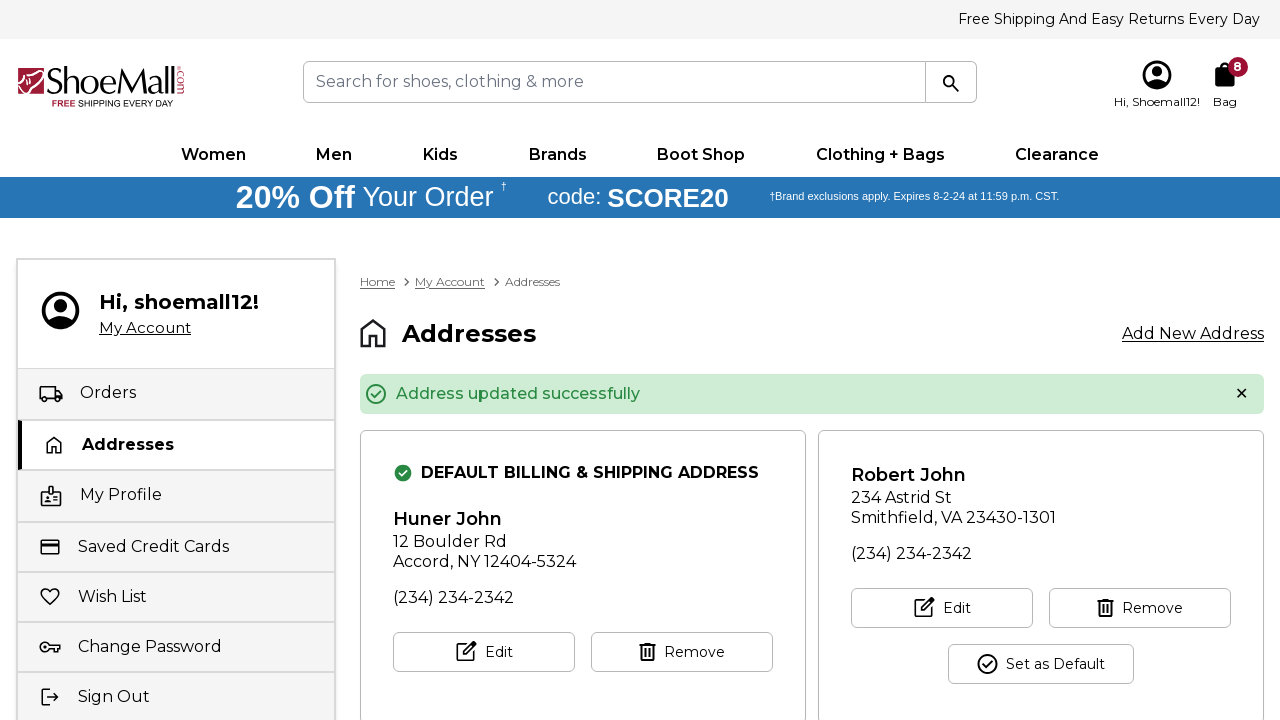 Free Shipping And Easy Returns Every Day
ShoeMall.com
FREE SHIPPING EVERY DAY
Search for shoes, clothing & more
Hi, Shoemall12!
8
Bag
Women
Men
Kids
Brands
Boot Shop
Clothing + Bags
Clearance
20% Off Your Order † code: SCORE20 †Brand exclusions apply. Expires 8-2-24 at 11:59 p.m. CST.
Hi, shoemall12!
My Account
Orders
Addresses
My Profile
Saved Credit Cards
Wish List
Change Password
Sign Out
Home > My Account > Addresses
Addresses
Add New Address
Address updated successfully
DEFAULT BILLING & SHIPPING ADDRESS
Huner John
12 Boulder Rd
Accord, NY 12404-5324
(234) 234-2342
Edit
Remove
Robert John
234 Astrid St
Smithfield, VA 23430-1301
(234) 234-2342
Edit
Remove
Set as Default